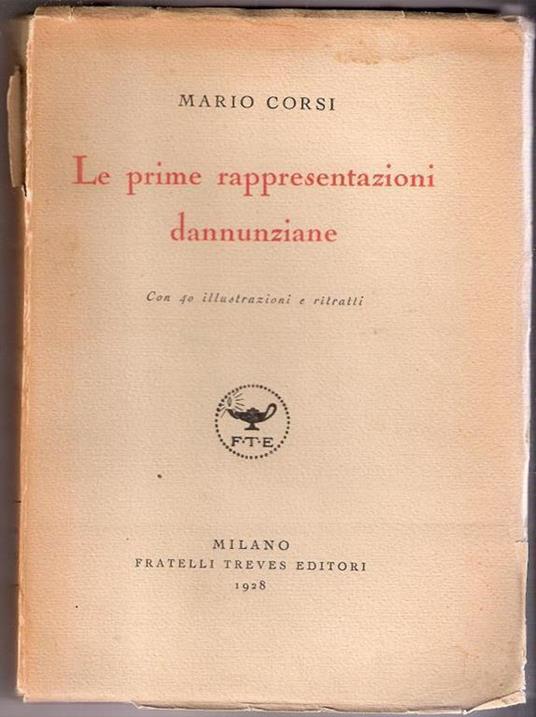 MARIO CORSI
Le prime rappresentazioni
dannunziane
Con 40 illustrazioni e ritratti
F·T·E·
MILANO
FRATELLI TREVES EDITORI
1928